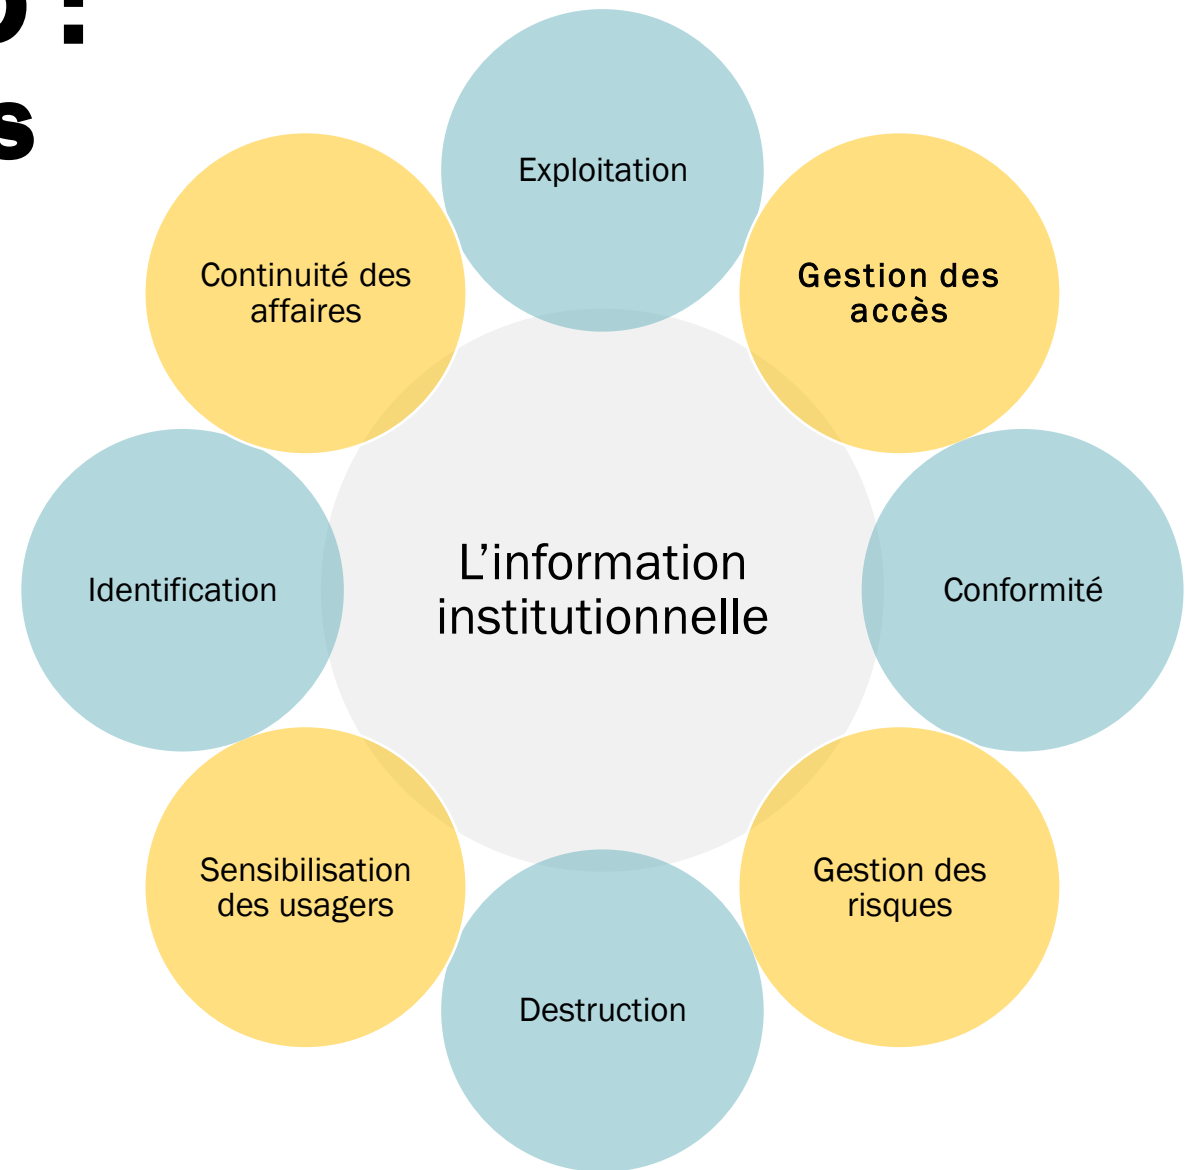 :
s
Exploitation
Continuité des
affaires
Gestion des
accès
Identification
L’information
institutionnelle
Conformité
Sensibilisation
des usagers
Gestion des
risques
Destruction